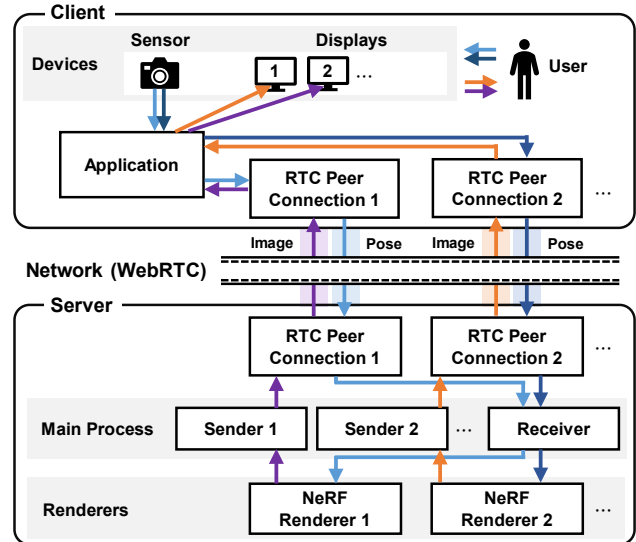 Client
Sensor
Displays
Devices
1
2
...
User
Application
RTC Peer
Connection 1
RTC Peer
Connection 2
...
Image
Pose
Image
Pose
Network (WebRTC)
Server
RTC Peer
Connection 1
RTC Peer
Connection 2
...
Main Process
Sender 1
Sender 2
...
Receiver
Renderers
NeRF
Renderer 1
NeRF
Renderer 2
...